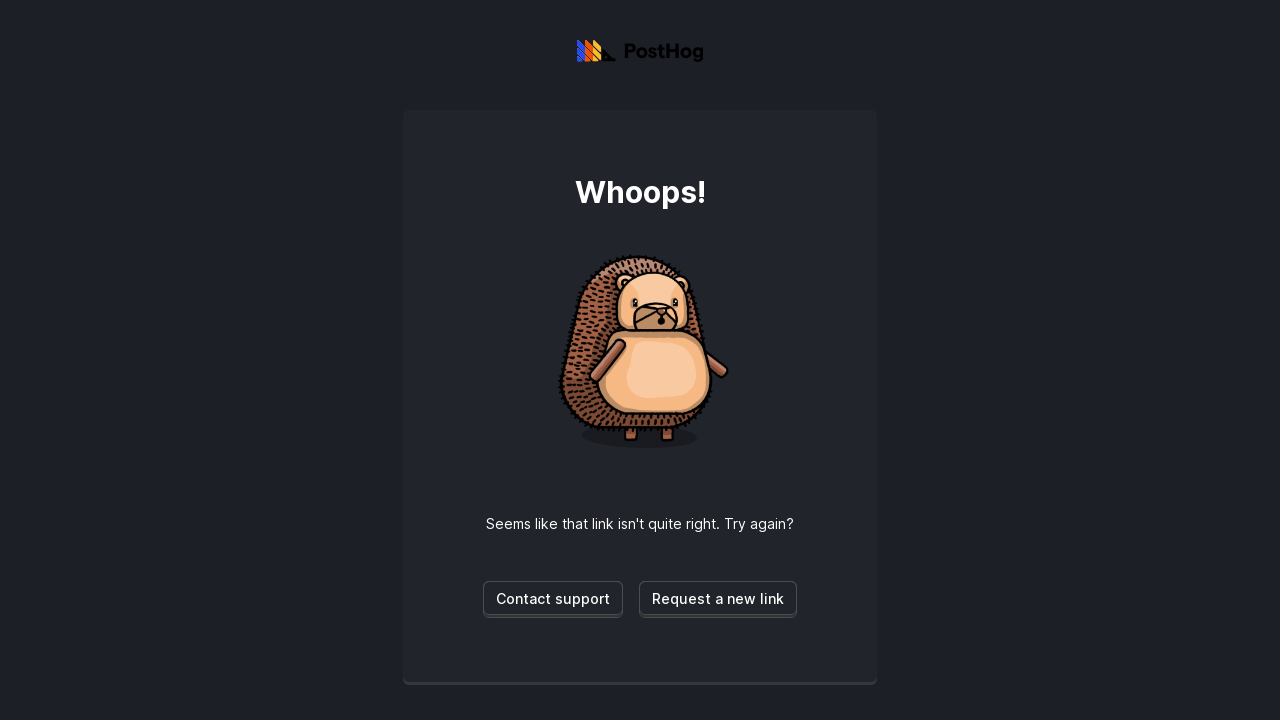 PostHog
Whoops!
Seems like that link isn't quite right. Try again?
Contact support
Request a new link